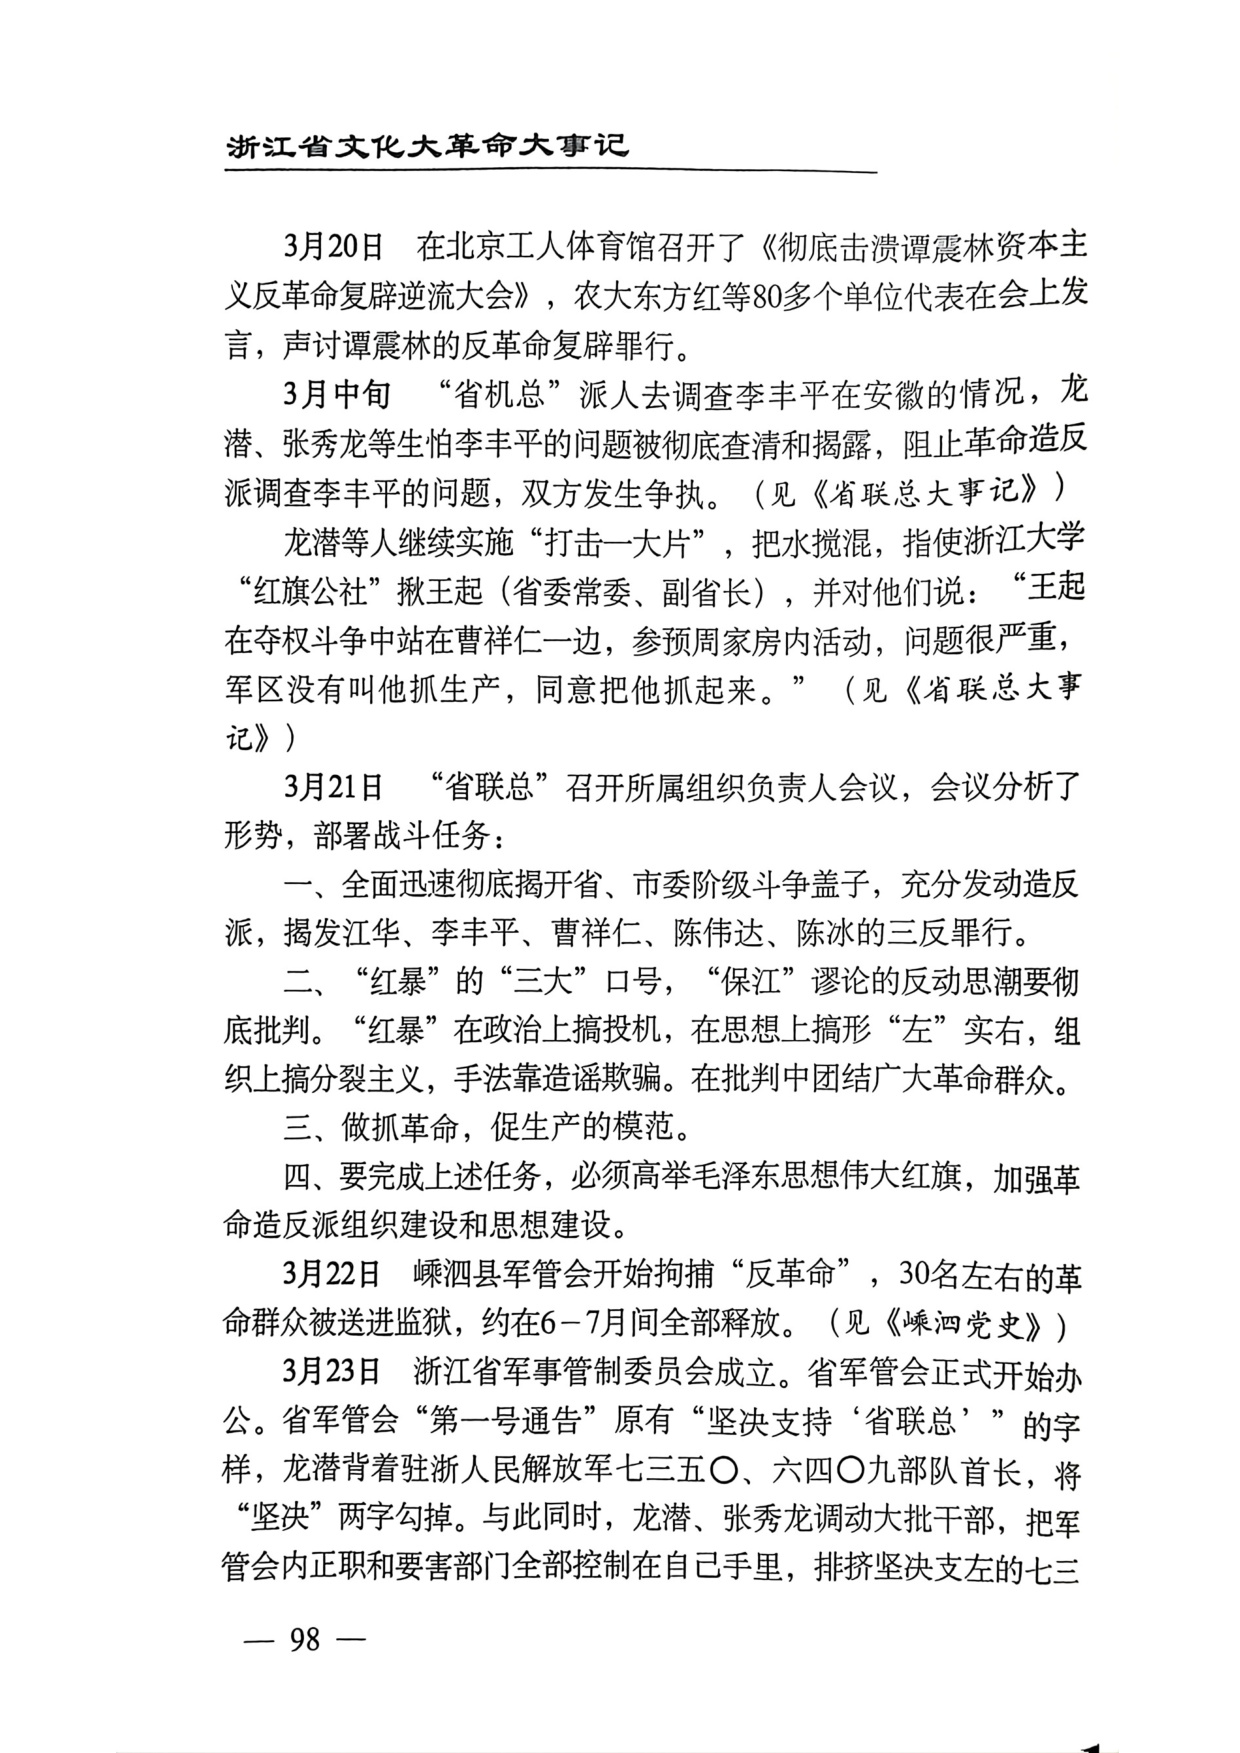 浙江省文化大革命大事记
3月20日　在北京工人体育馆召开了《彻底击溃谭震林资本主
义反革命复辟逆流大会》，农大东方红等80多个单位代表在会上发
言，声讨谭震林的反革命复辟罪行。
3月中旬　“省机总”派人去调查李丰平在安徽的情况，龙
潜、张秀龙等生怕李丰平的问题被彻底查清和揭露，阻止革命造反
派调查李丰平的问题，双方发生争执。（见《省联总大事记》）
龙潜等人继续实施“打击一大片”，把水搅混，指使浙江大学
“红旗公社”揪王起（省委常委、副省长），并对他们说：“王起
在夺权斗争中站在曹祥仁一边，参预周家房内活动，问题很严重，
军区没有叫他抓生产，同意把他抓起来。”（见《省联总大事
记》）
3月21日　“省联总”召开所属组织负责人会议，会议分析了
形势，部署战斗任务：
一、全面迅速彻底揭开省、市委阶级斗争盖子，充分发动造反
派，揭发江华、李丰平、曹祥仁、陈伟达、陈冰的三反罪行。
二、“红暴”的“三大”口号，“保江”谬论的反动思潮要彻
底批判。“红暴”在政治上搞投机，在思想上搞形“左”实右，组
织上搞分裂主义，手法靠造谣欺骗。在批判中团结广大革命群众。
三、做抓革命，促生产的模范。
四、要完成上述任务，必须高举毛泽东思想伟大红旗，加强革
命造反派组织建设和思想建设。
3月22日　嵊泗县军管会开始拘捕“反革命”，30名左右的革
命群众被送进监狱，约在6－7月间全部释放。（见《嵊泗党史》）
3月23日　浙江省军事管制委员会成立。省军管会正式开始办
公。省军管会“第一号通告”原有“坚决支持‘省联总’”的字
样，龙潜背着驻浙人民解放军七三五〇、六四〇九部队首长，将
“坚决”两字勾掉。与此同时，龙潜、张秀龙调动大批干部，把军
管会内正职和要害部门全部控制在自己手里，排挤坚决支左的七三
— 98 —